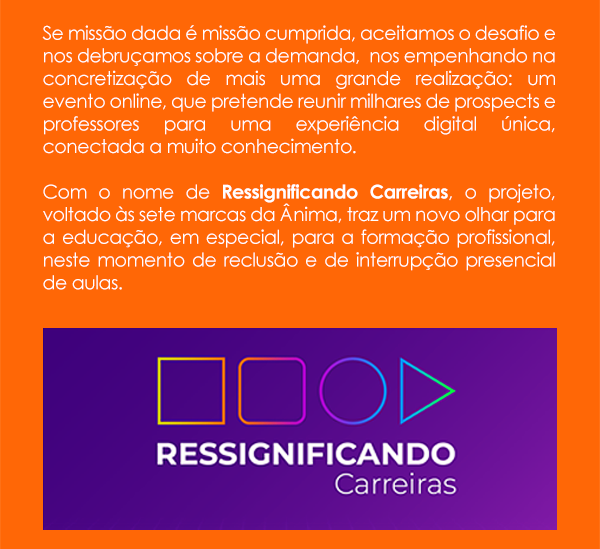 Se missão dada é missão cumprida, aceitamos o desafio e
nos debruçamos sobre a demanda, nos empenhando na
concretização de mais uma grande realização: um
evento online, que pretende reunir milhares de prospects e
professores para uma experiência digital única,
conectada a muito conhecimento.
Com o nome de Ressignificando Carreiras, o projeto,
voltado às sete marcas da Ânima, traz um novo olhar para
a educação, em especial, para a formação profissional,
neste momento de reclusão e de interrupção presencial
de aulas.
RESSIGNIFICANDO
Carreiras